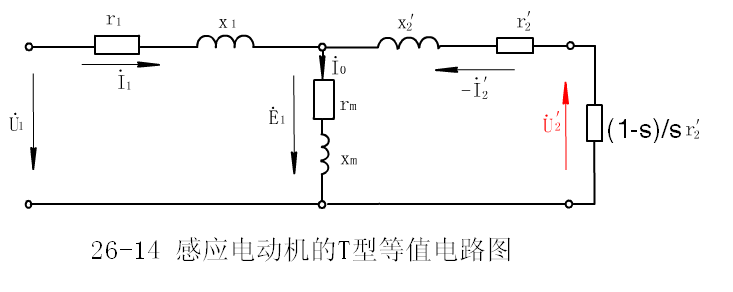 r₁ x₁ x₂′ r₂′
İ₁ İ₀ -İ₂′
U̇₁ Ė₁ rm U̇₂′ (1-s)/s r₂′
xm
26-14 感应电动机的T型等值电路图